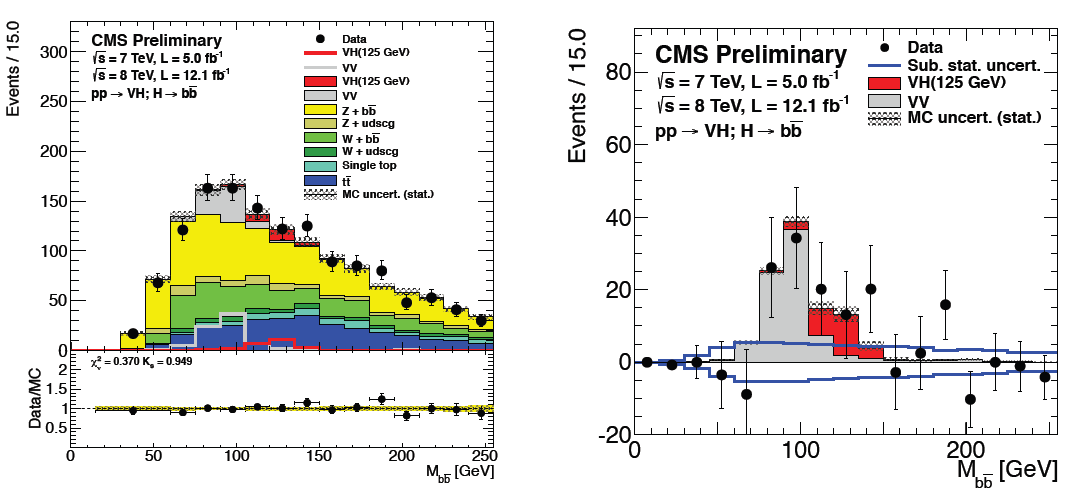 Events / 15.0
300
250
200
150
100
50
0
CMS Preliminary
√s = 7 TeV, L = 5.0 fb-1
√s = 8 TeV, L = 12.1 fb-1
pp → VH; H → bb̅
Data
VH(125 GeV)
VV
VH(125 GeV)
VV
Z + bb̅
Z + udscg
W + bb̅
W + udscg
Single top
tt̅
MC uncert. (stat.)
Data/MC
2
1.5
1
0.5
χ²ᵥ = 0.370 Kₛ = 0.949
0 50 100 150 200 250
Mbb̅ [GeV]
Events / 15.0
80
60
40
20
0
-20
CMS Preliminary
√s = 7 TeV, L = 5.0 fb-1
√s = 8 TeV, L = 12.1 fb-1
pp → VH; H → bb̅
Data
Sub. stat. uncert.
VH(125 GeV)
VV
MC uncert. (stat.)
0 100 200
Mbb̅ [GeV]